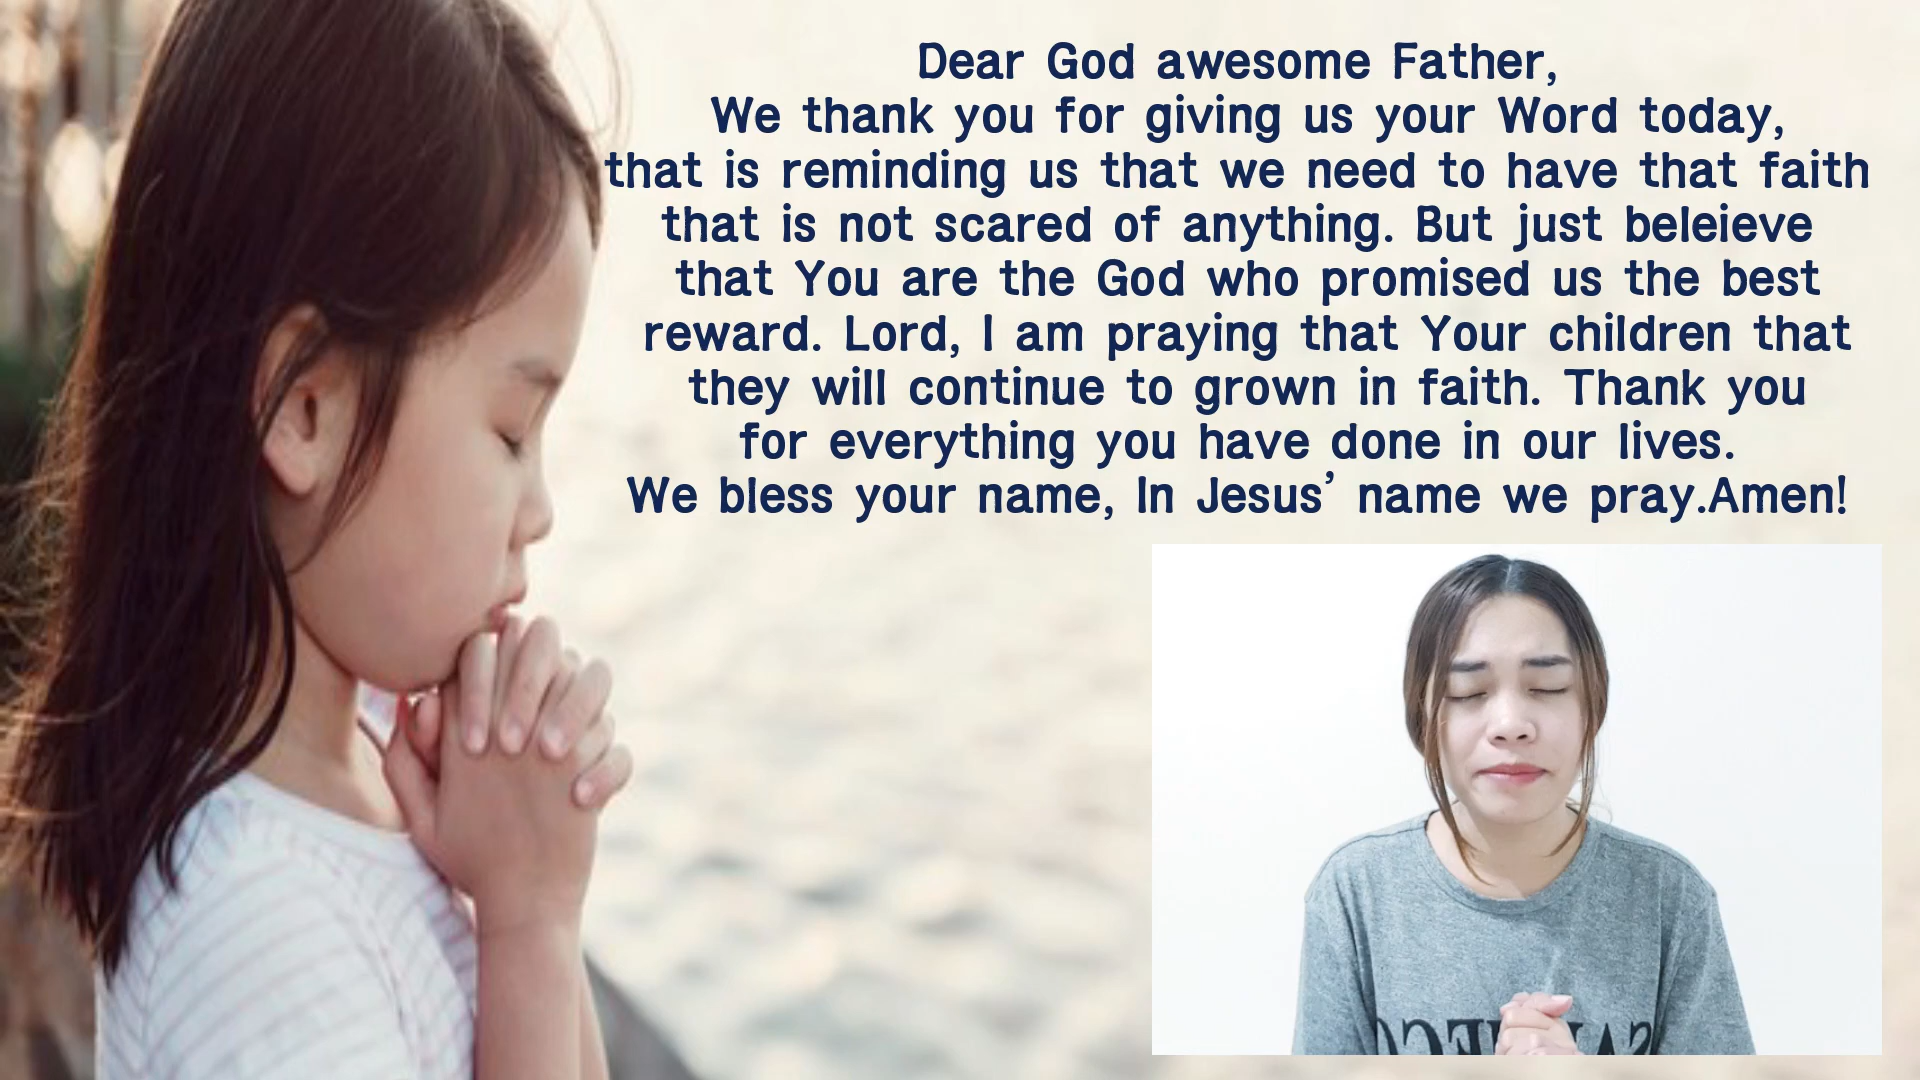 Dear God awesome Father,
We thank you for giving us your Word today,
that is reminding us that we need to have that faith
that is not scared of anything. But just beleieve
that You are the God who promised us the best
reward. Lord, I am praying that Your children that
they will continue to grown in faith. Thank you
for everything you have done in our lives.
We bless your name, In Jesus’ name we pray.Amen!